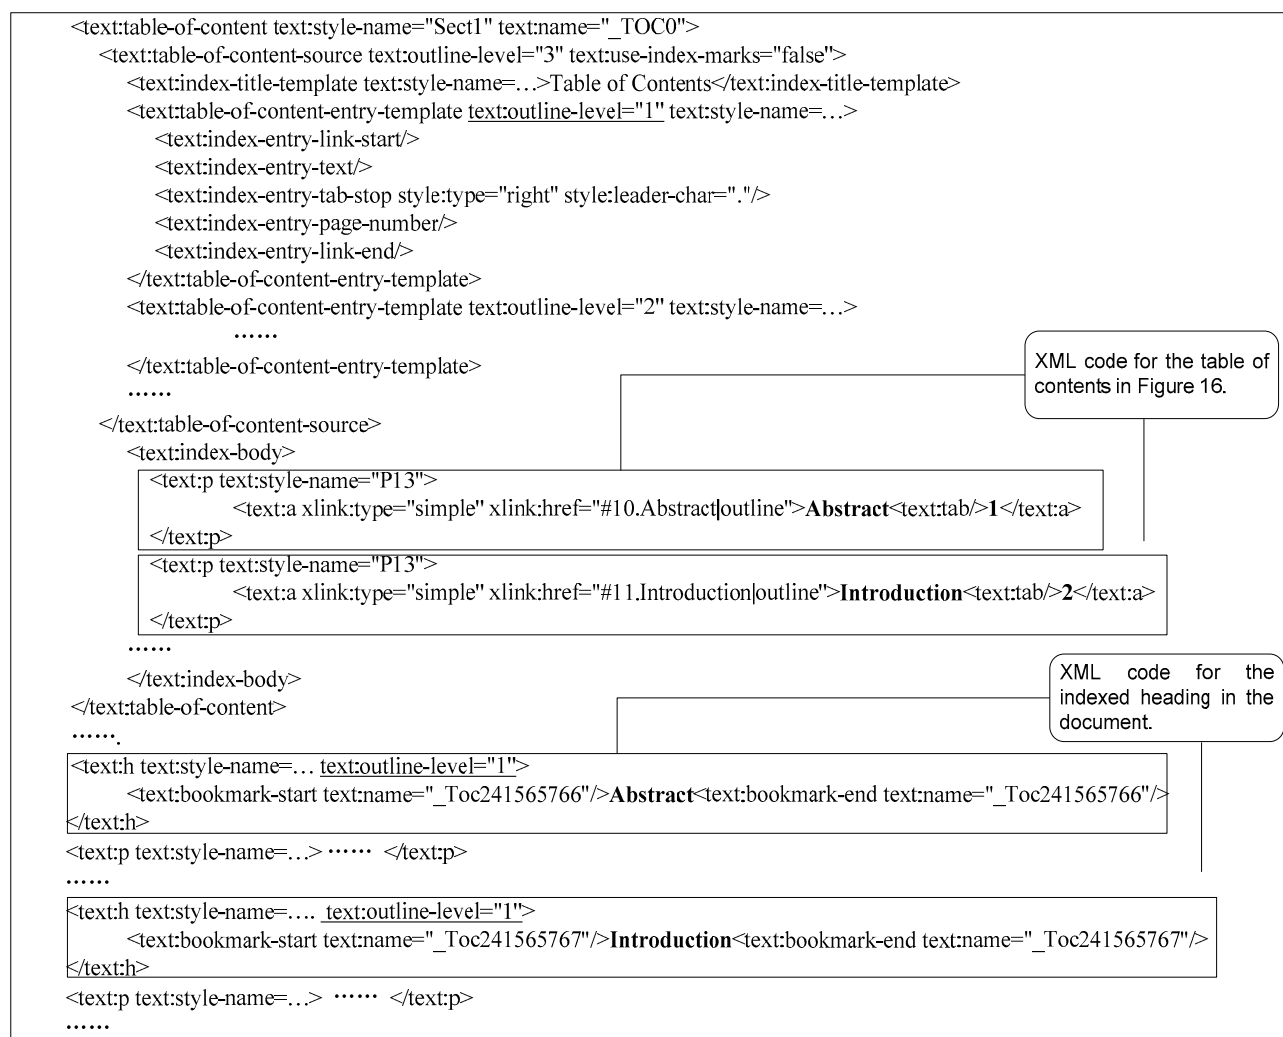 <text:table-of-content text:style-name="Sect1" text:name="_TOC0">
<text:table-of-content-source text:outline-level="3" text:use-index-marks="false">
<text:index-title-template text:style-name=…>Table of Contents</text:index-title-template>
<text:table-of-content-entry-template text:outline-level="1" text:style-name=…>
<text:index-entry-link-start/>
<text:index-entry-text/>
<text:index-entry-tab-stop style:type="right" style:leader-char="."/>
<text:index-entry-page-number/>
<text:index-entry-link-end/>
</text:table-of-content-entry-template>
<text:table-of-content-entry-template text:outline-level="2" text:style-name=…>
……
</text:table-of-content-entry-template>
……
XML code for the table of
contents in Figure 16.
</text:table-of-content-source>
<text:index-body>
<text:p text:style-name="P13">
<text:a xlink:type="simple" xlink:href="#10.Abstract|outline">Abstract<text:tab/>1</text:a>
</text:p>
<text:p text:style-name="P13">
<text:a xlink:type="simple" xlink:href="#11.Introduction|outline">Introduction<text:tab/>2</text:a>
</text:p>
……
</text:index-body>
</text:table-of-content>
…….
XML code for the
indexed heading in the
document.
<text:h text:style-name=… text:outline-level="1">
<text:bookmark-start text:name="_Toc241565766"/>Abstract<text:bookmark-end text:name="_Toc241565766"/>
</text:h>
<text:p text:style-name=…> …… </text:p>
……
<text:h text:style-name=…. text:outline-level="1">
<text:bookmark-start text:name="_Toc241565767"/>Introduction<text:bookmark-end text:name="_Toc241565767"/>
</text:h>
<text:p text:style-name=…> …… </text:p>
……